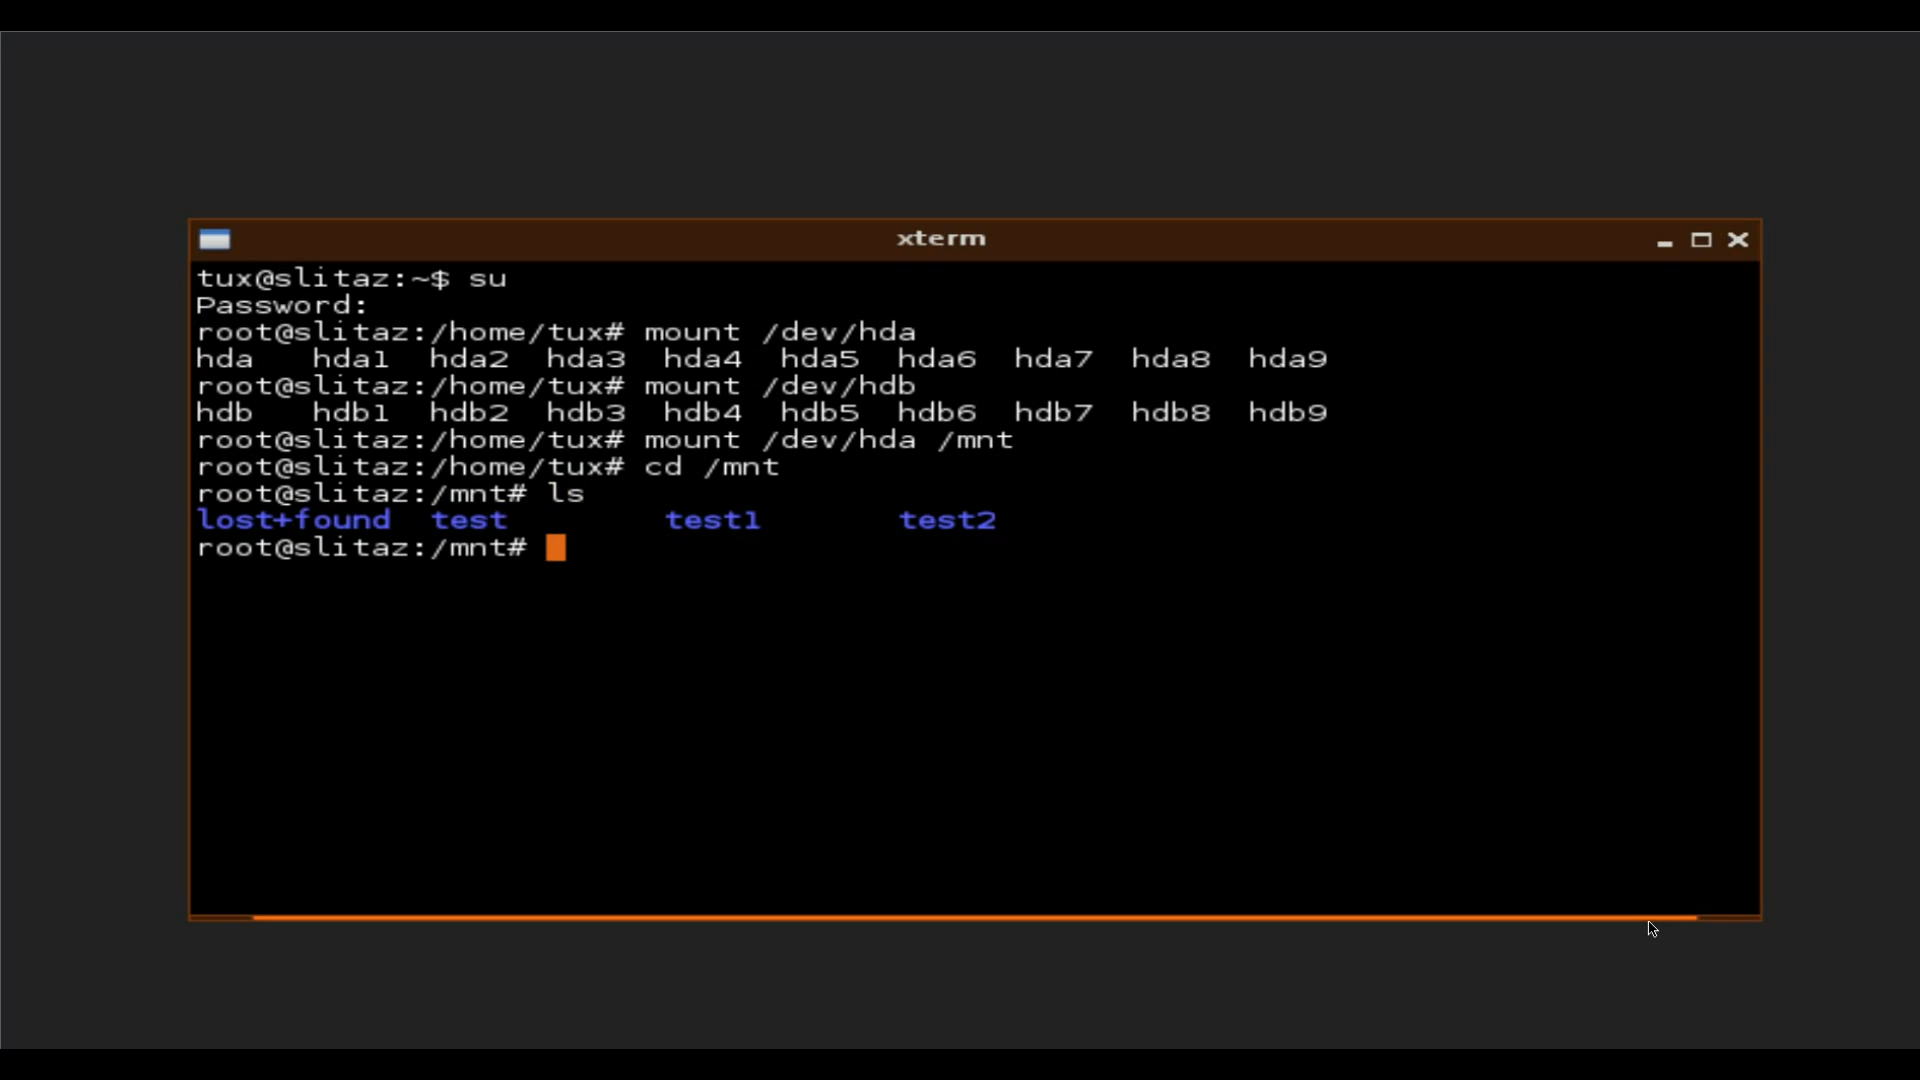 xterm
tux@slitaz:~$ su
Password:
root@slitaz:/home/tux# mount /dev/hda
hda   hda1  hda2  hda3  hda4  hda5  hda6  hda7  hda8  hda9
root@slitaz:/home/tux# mount /dev/hdb
hdb   hdb1  hdb2  hdb3  hdb4  hdb5  hdb6  hdb7  hdb8  hdb9
root@slitaz:/home/tux# mount /dev/hda /mnt
root@slitaz:/home/tux# cd /mnt
root@slitaz:/mnt# ls
lost+found  test        test1       test2
root@slitaz:/mnt#